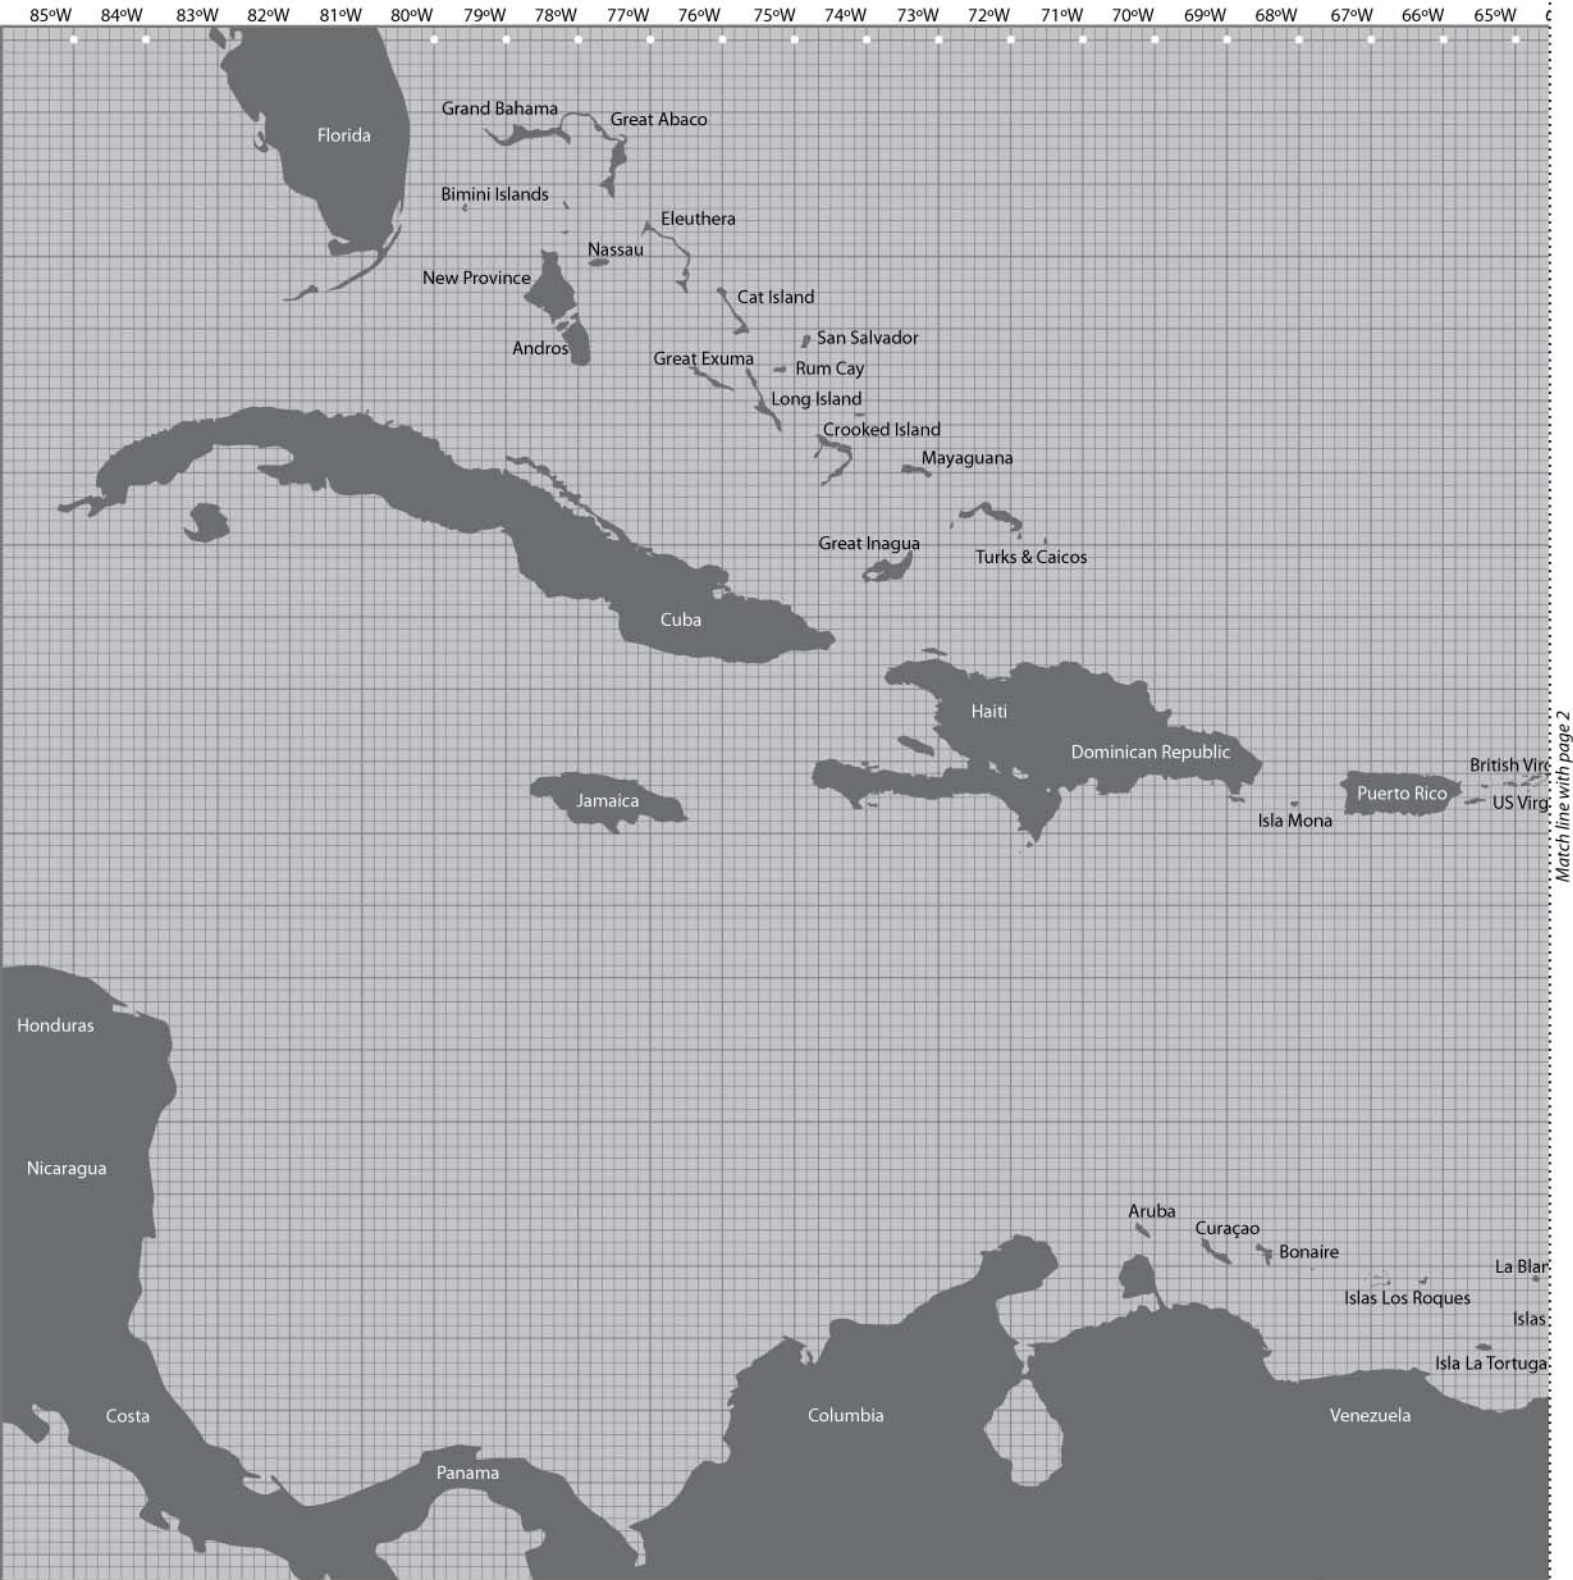 85°W 84°W 83°W 82°W 81°W 80°W 79°W 78°W 77°W 76°W 75°W 74°W 73°W 72°W 71°W 70°W 69°W 68°W 67°W 66°W 65°W
Grand Bahama
Great Abaco
Florida
Bimini Islands
Eleuthera
Nassau
New Province
Cat Island
San Salvador
Andros
Great Exuma
Rum Cay
Long Island
Crooked Island
Mayaguana
Great Inagua
Turks & Caicos
Cuba
Haiti
Dominican Republic
British Virg
Jamaica
Puerto Rico
US Virg
Isla Mona
Match line with page 2
Honduras
Nicaragua
Aruba
Curaçao
Bonaire
La Blan
Islas Los Roques
Islas
Isla La Tortuga
Costa
Columbia
Venezuela
Panama